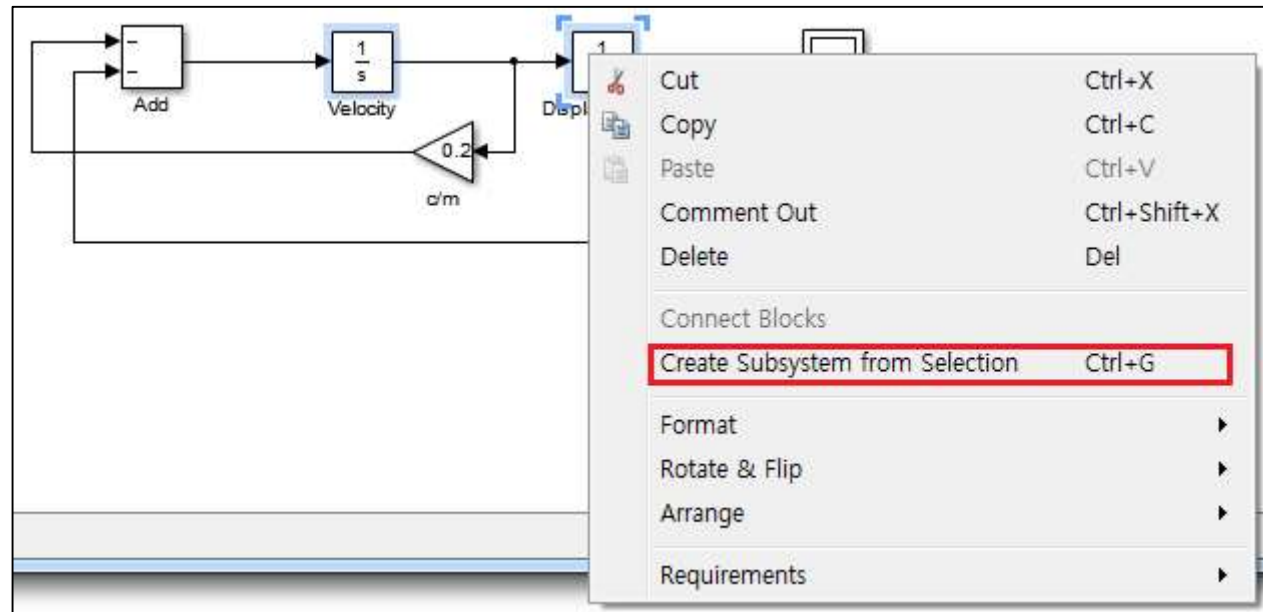 −
−
Add
1
s
Velocity
1
Displ
0.2
c/m
Cut Ctrl+X
Copy Ctrl+C
Paste Ctrl+V
Comment Out Ctrl+Shift+X
Delete Del
Connect Blocks
Create Subsystem from Selection Ctrl+G
Format
Rotate & Flip
Arrange
Requirements